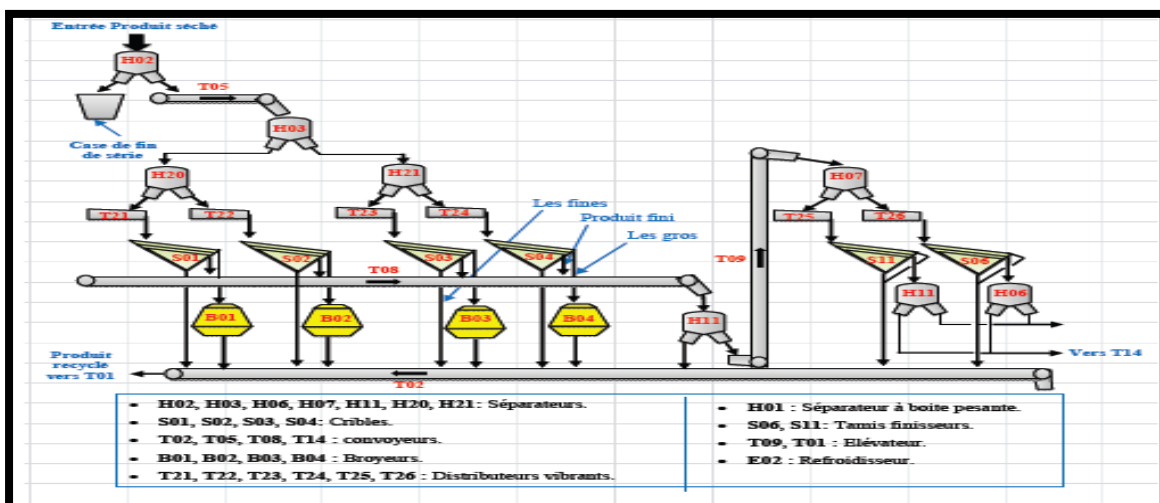 Entrée Produit séché
H02
T05
Case de fin
de série
H03
H20
H21
H07
T21
T22
T23
T24
T25
T26
Les fines
Produit fini
Les gros
S01
S02
S03
S04
S11
S06
T08
T09
B01
B02
B03
B04
H11
H11
H06
Produit
recyclé
vers T01
T02
Vers T14
• H02, H03, H06, H07, H11, H20, H21: Séparateurs.
• S01, S02, S03, S04: Cribles.
• T02, T05, T08, T14 : convoyeurs.
• B01, B02, B03, B04 : Broyeurs.
• T21, T22, T23, T24, T25, T26 : Distributeurs vibrants.
• H01 : Séparateur à boite pesante.
• S06, S11: Tamis finisseurs.
• T09, T01 : Elévateur.
• E02 : Refroidisseur.